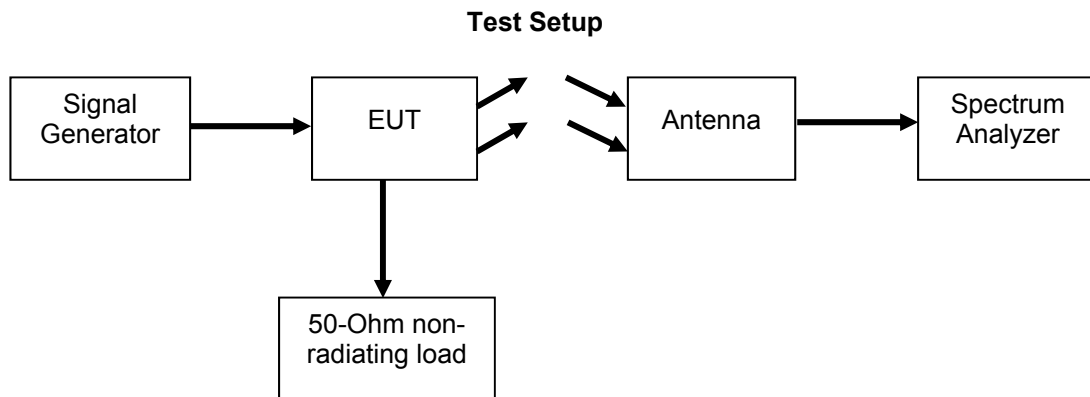 Test Setup
Signal
Generator
EUT
Antenna
Spectrum
Analyzer
50-Ohm non-
radiating load